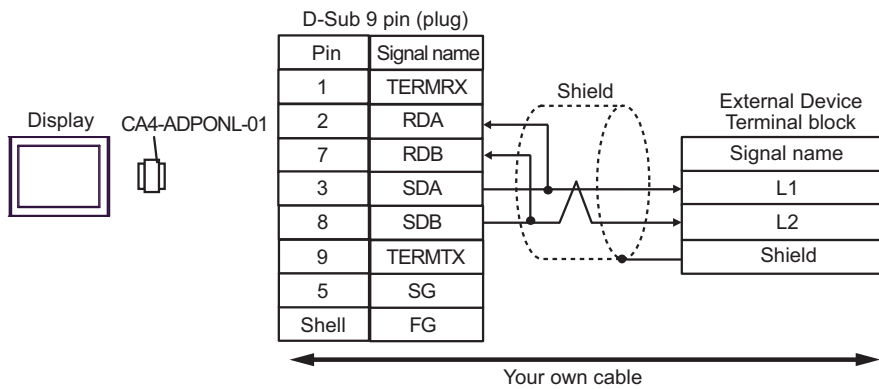 D-Sub 9 pin (plug)
Pin Signal name
1 TERMRX
2 RDA
7 RDB
3 SDA
8 SDB
9 TERMTX
5 SG
Shell FG
Display
CA4-ADPONL-01
Shield
External Device
Terminal block
Signal name
L1
L2
Shield
Your own cable